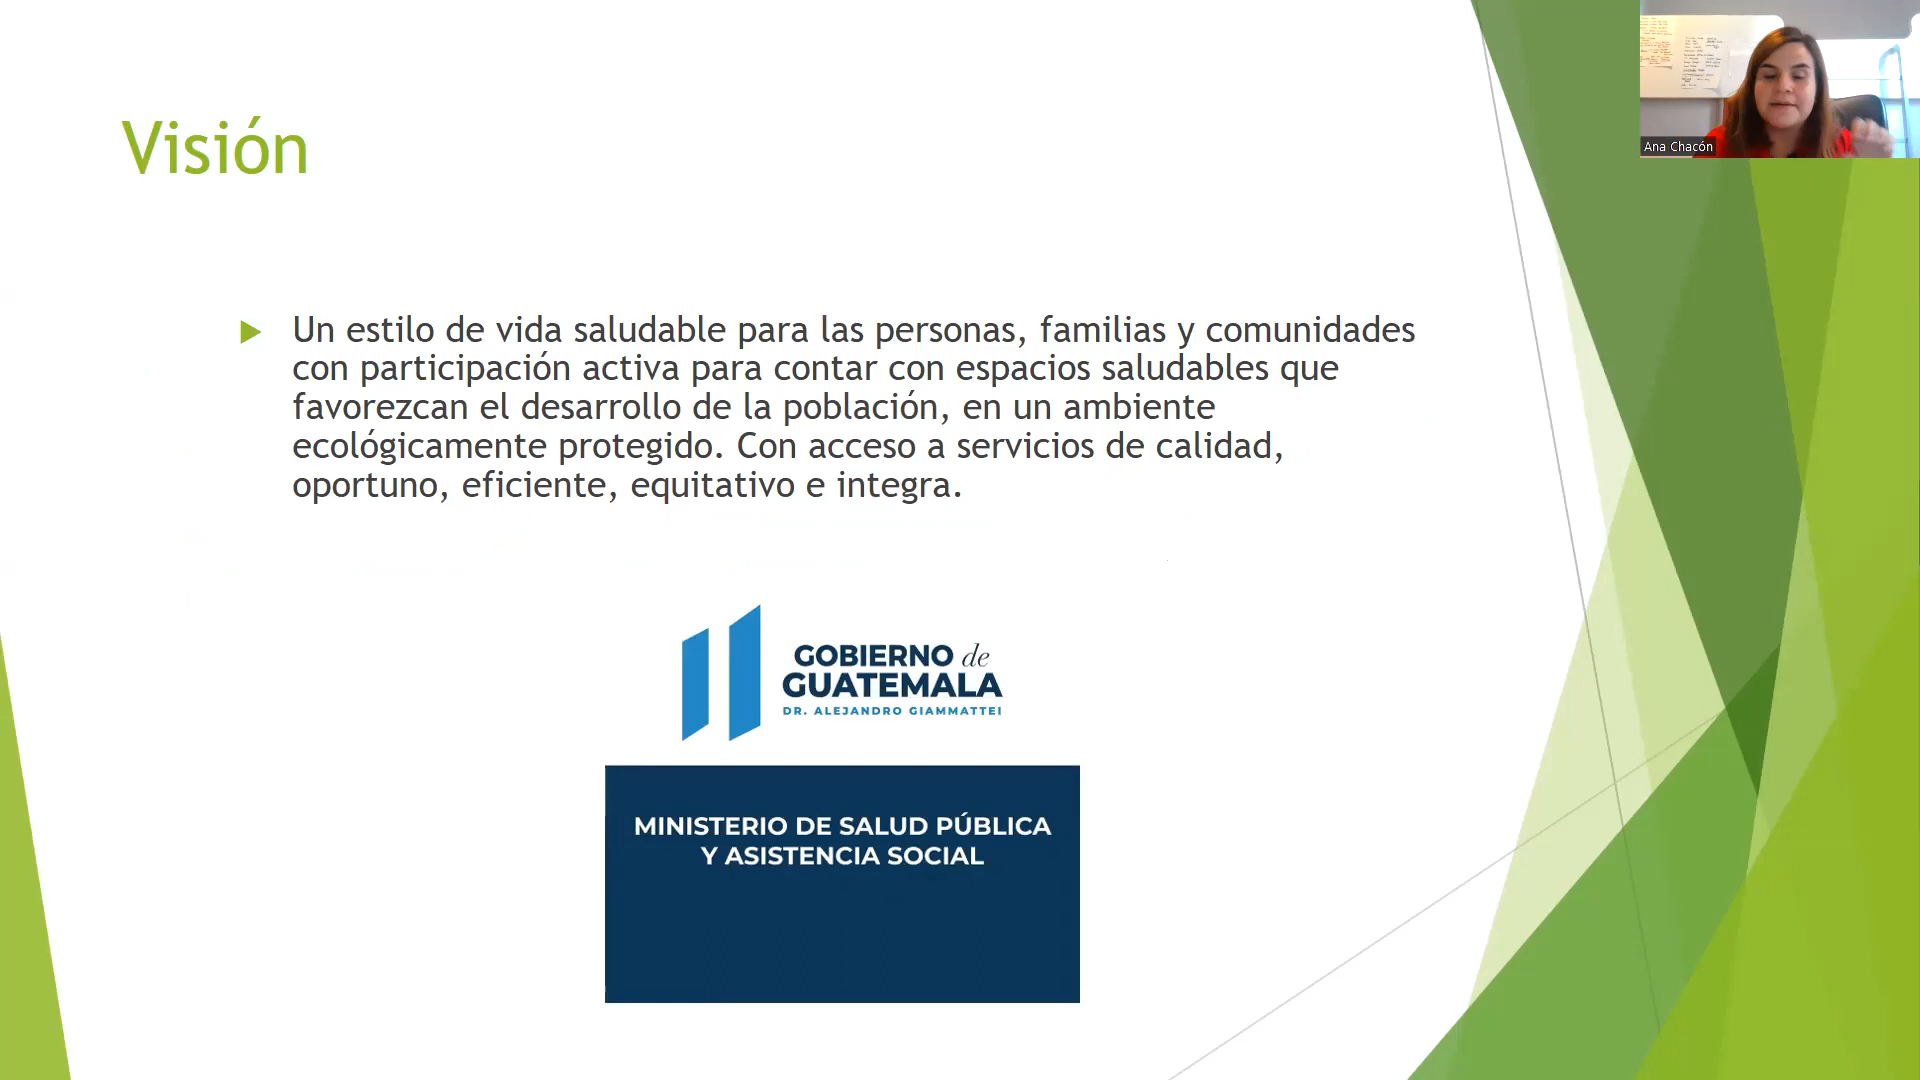 Visión
Un estilo de vida saludable para las personas, familias y comunidades
con participación activa para contar con espacios saludables que
favorezcan el desarrollo de la población, en un ambiente
ecológicamente protegido. Con acceso a servicios de calidad,
oportuno, eficiente, equitativo e integra.
GOBIERNO de
GUATEMALA
DR. ALEJANDRO GIAMMATTEI
MINISTERIO DE SALUD PÚBLICA
Y ASISTENCIA SOCIAL
Ana Chacón